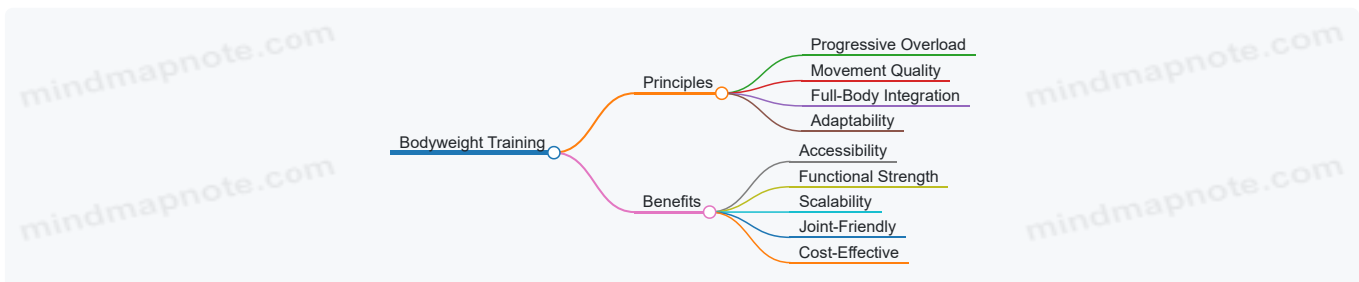 mindmapnote.com
mindmapnote.com
Progressive Overload
Movement Quality
Principles
Full-Body Integration
Adaptability
Bodyweight Training
Accessibility
Functional Strength
Benefits
Scalability
Joint-Friendly
Cost-Effective
mindmapnote.com
mindmapnote.com